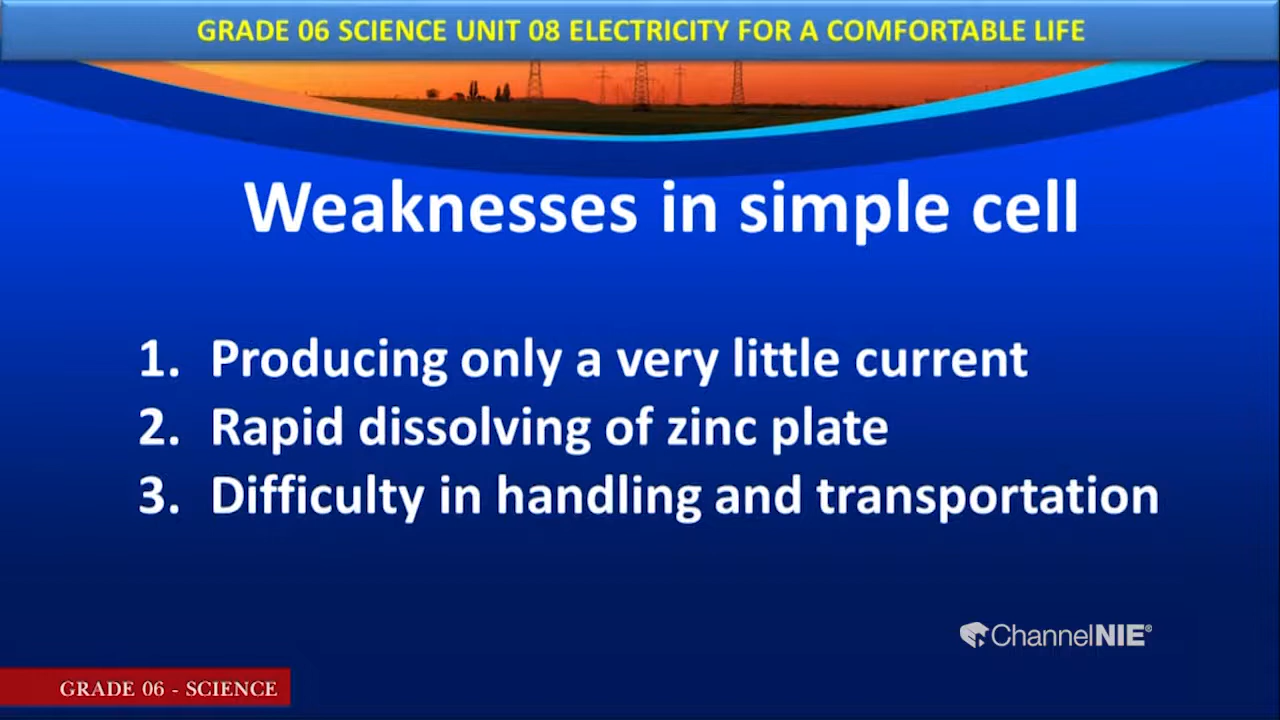 GRADE 06 SCIENCE UNIT 08 ELECTRICITY FOR A COMFORTABLE LIFE
Weaknesses in simple cell
1. Producing only a very little current
2. Rapid dissolving of zinc plate
3. Difficulty in handling and transportation
ChannelNIE®
GRADE 06 - SCIENCE